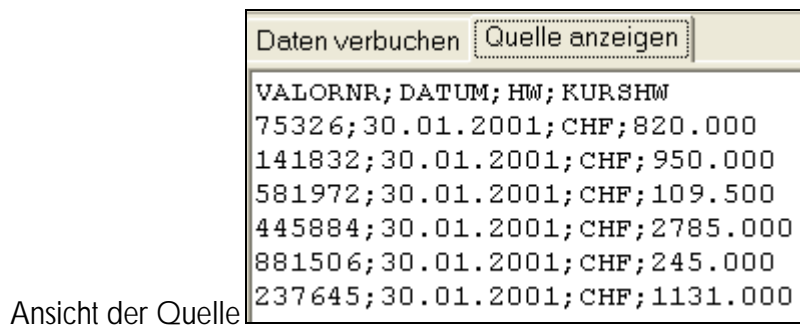 Daten verbuchen Quelle anzeigen
VALORNR;DATUM;HW;KURSHW
75326;30.01.2001;CHF;820.000
141832;30.01.2001;CHF;950.000
581972;30.01.2001;CHF;109.500
445884;30.01.2001;CHF;2785.000
881506;30.01.2001;CHF;245.000
237645;30.01.2001;CHF;1131.000
Ansicht der Quelle